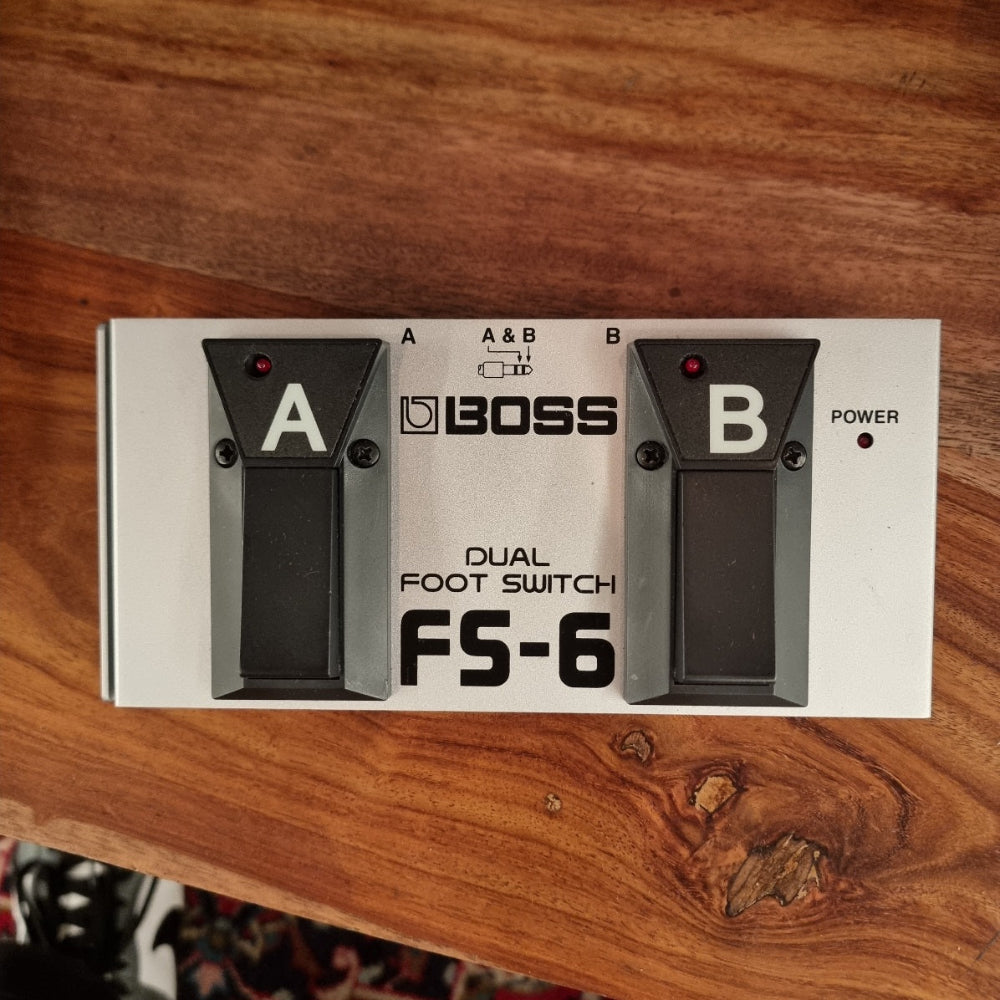 A
A & B
B
A
B
BOSS
POWER
DUAL
FOOT SWITCH
FS-6